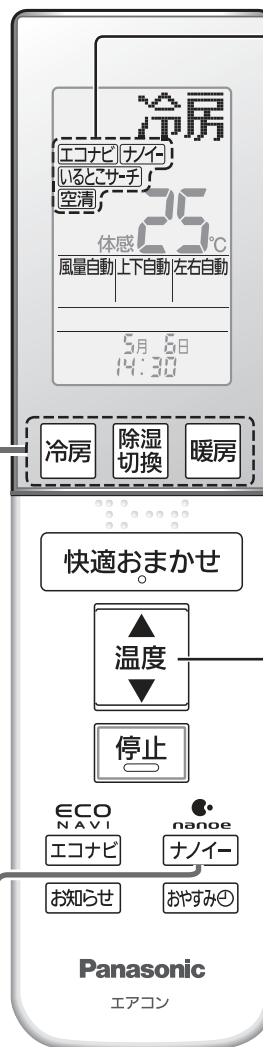 冷房
エコナビ ナノイー
いるとこサーチ
空清
体感 25℃
風量自動 上下自動 左右自動
5月 6日
14:30
冷房 除湿切換 暖房
快適おまかせ
▲
温度
▼
停止
ECO NAVI nanoe
エコナビ ナノイー
お知らせ おやすみ
Panasonic
エアコン